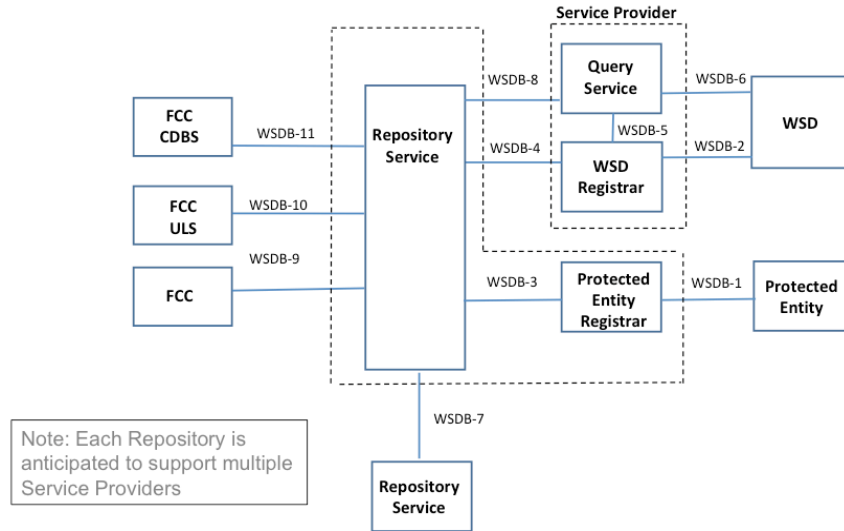 Service Provider
WSDB-8
Query
Service
WSDB-6
FCC
CDBS
WSDB-11
Repository
Service
WSDB-5
WSD
WSDB-4
WSD
Registrar
WSDB-2
FCC
ULS
WSDB-10
WSDB-9
FCC
WSDB-3
Protected
Entity
Registrar
WSDB-1
Protected
Entity
WSDB-7
Note: Each Repository is
anticipated to support multiple
Service Providers
Repository
Service